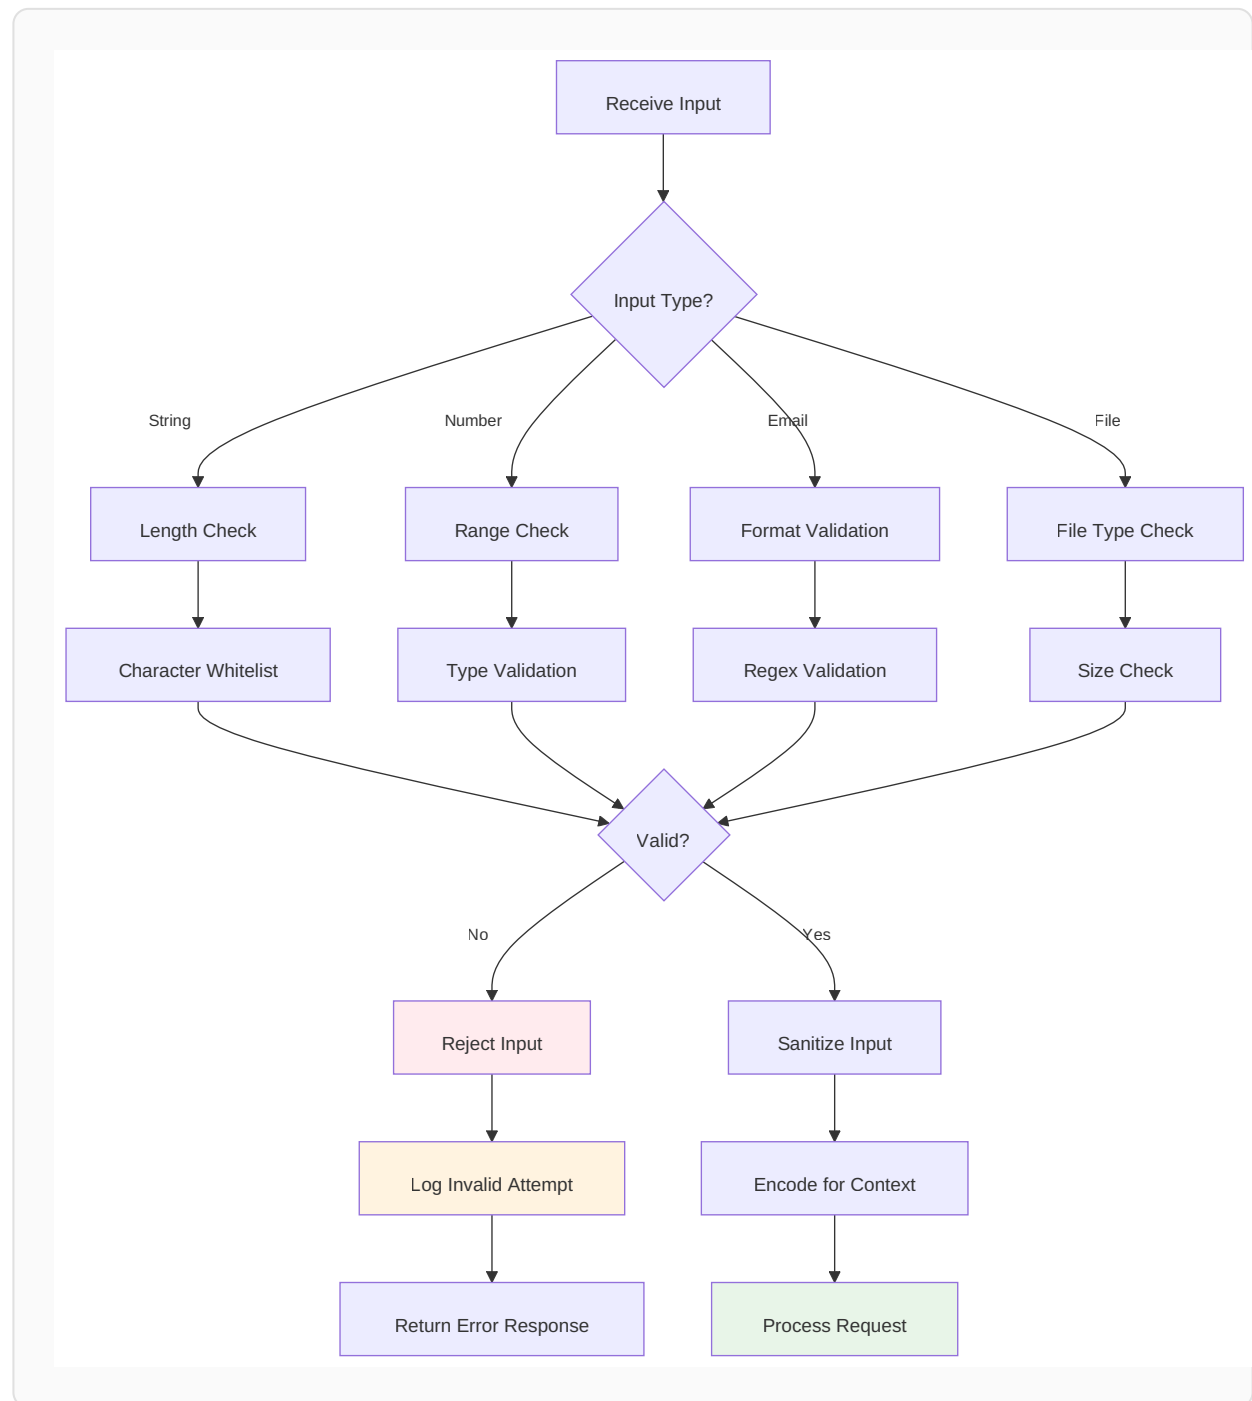 Receive Input
Input Type?
String
Number
Email
File
Length Check
Range Check
Format Validation
File Type Check
Character Whitelist
Type Validation
Regex Validation
Size Check
Valid?
No
Yes
Reject Input
Sanitize Input
Log Invalid Attempt
Encode for Context
Return Error Response
Process Request